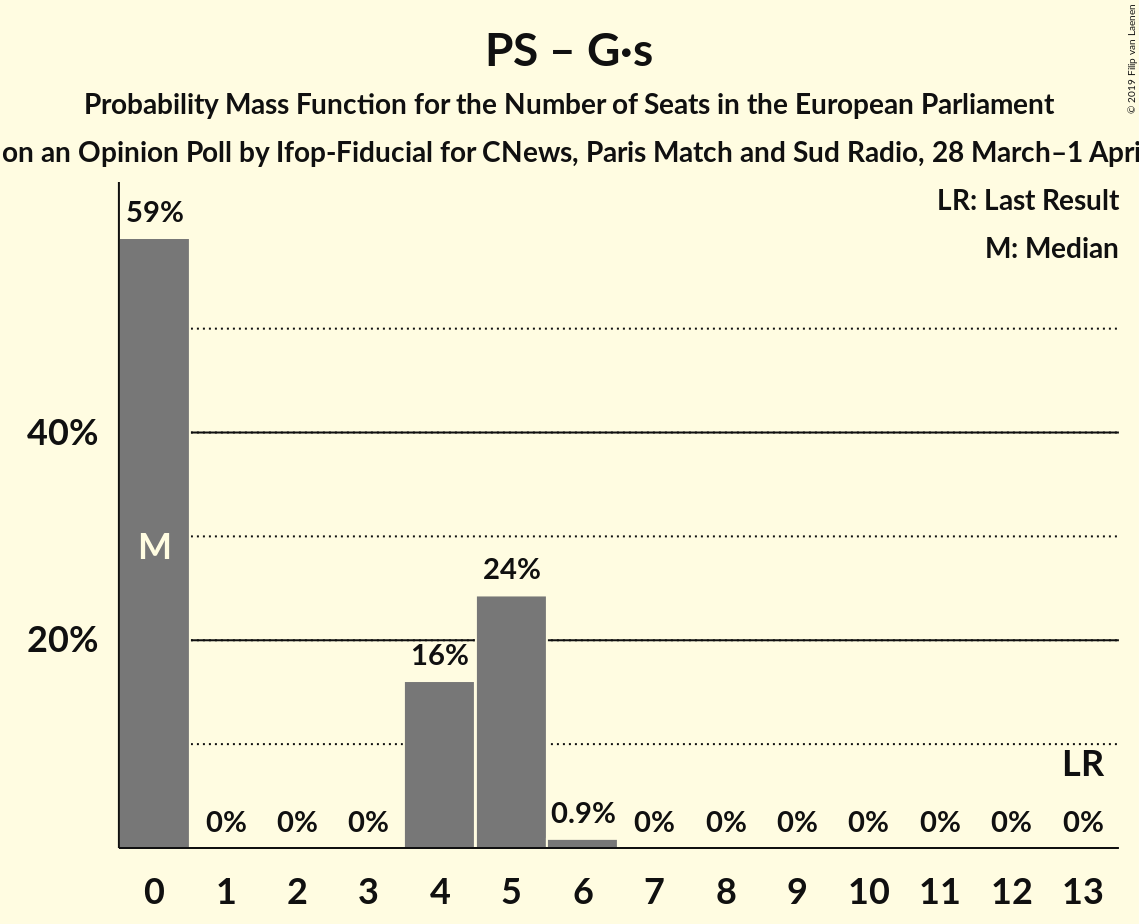 PS – G·s
Probability Mass Function for the Number of Seats in the European Parliament
on an Opinion Poll by Ifop-Fiducial for CNews, Paris Match and Sud Radio, 28 March–1 Apri
© 2019 Filip van Laenen
LR: Last Result
M: Median
59%
40%
M
24%
20%
16%
LR
0% 0% 0% 0.9% 0% 0% 0% 0% 0% 0% 0%
0 1 2 3 4 5 6 7 8 9 10 11 12 13